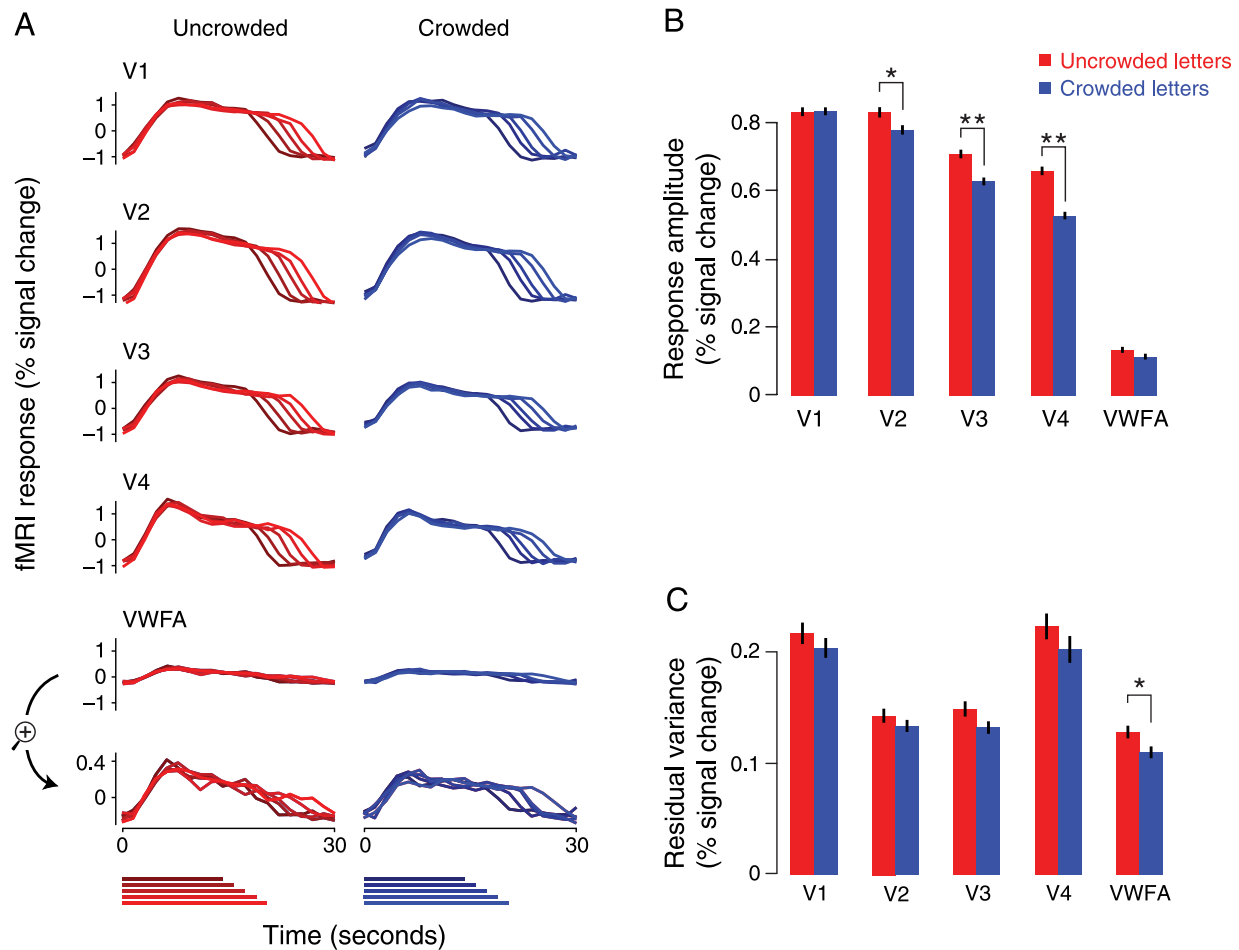 A
Uncrowded
Crowded
fMRI response (% signal change)
V1
1
0
−1
V2
1
0
−1
V3
1
0
−1
V4
1
0
−1
VWFA
1
0
−1
0.4
0
0
30
0
30
Time (seconds)
B
Uncrowded letters
Crowded letters
Response amplitude
(% signal change)
0.8
0.6
0.4
0.2
0
*
**
**
V1
V2
V3
V4
VWFA
C
Residual variance
(% signal change)
0.2
0.1
0
*
V1
V2
V3
V4
VWFA